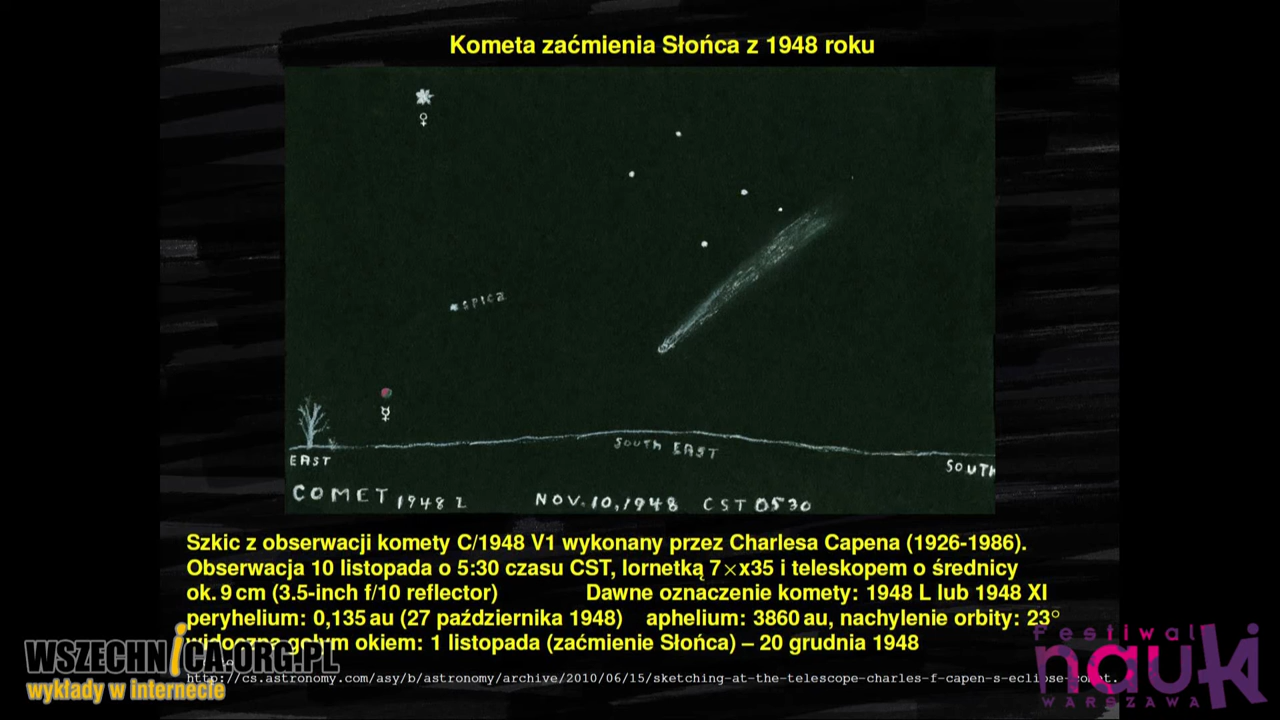 Kometa zaćmienia Słońca z 1948 roku
♀
SPICA
☿
SOUTH EAST
EAST
SOUTH
COMET 1948 L NOV. 10, 1948 CST 0530
Szkic z obserwacji komety C/1948 V1 wykonany przez Charlesa Capena (1926-1986).
Obserwacja 10 listopada o 5:30 czasu CST, lornetką 7×x35 i teleskopem o średnicy
ok. 9 cm (3.5-inch f/10 reflector) Dawne oznaczenie komety: 1948 L lub 1948 XI
peryhelium: 0,135 au (27 października 1948) aphelium: 3860 au, nachylenie orbity: 23°
widoczna gołym okiem: 1 listopada (zaćmienie Słońca) – 20 grudnia 1948
http://cs.astronomy.com/asy/b/astronomy/archive/2010/06/15/sketching-at-the-telescope-charles-f-capen-s-eclipse-comet.
WSZECHNICA.ORG.PL
wykłady w internecie
Festiwal
nauki
WARSZAWA